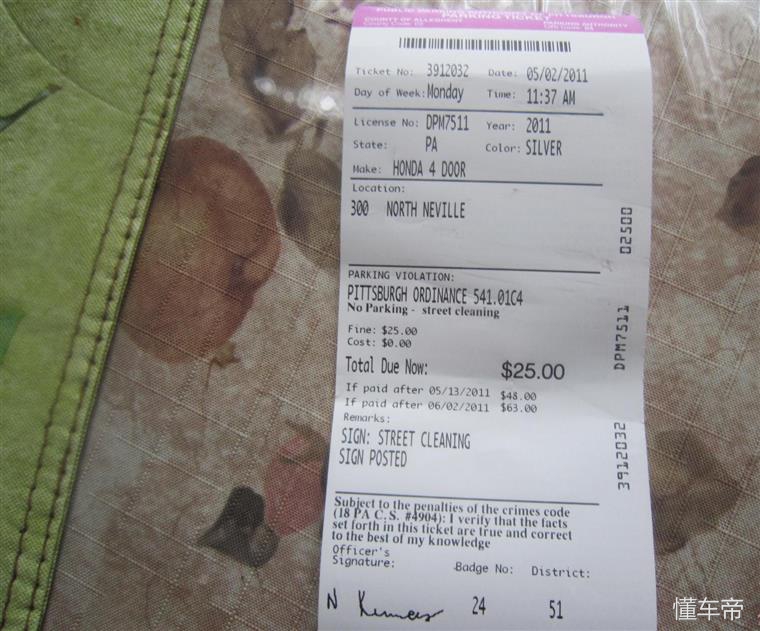 PUBLIC PARKING AUTHORITY OF PITTSBURGH
PARKING TICKET
COUNTY OF ALLEGHENY
PARKING AUTHORITY
Ticket No: 3912032 Date: 05/02/2011
Day of Week: Monday Time: 11:37 AM
License No: DPM7511 Year: 2011
State: PA Color: SILVER
Make: HONDA 4 DOOR
Location:
300 NORTH NEVILLE
PARKING VIOLATION:
PITTSBURGH ORDINANCE 541.01C4
No Parking - street cleaning
Fine: $25.00
Cost: $0.00
Total Due Now: $25.00
If paid after 05/13/2011 $48.00
If paid after 06/02/2011 $63.00
Remarks:
SIGN: STREET CLEANING
SIGN POSTED
Subject to the penalties of the crimes code
(18 PA C.S. #4904): I verify that the facts
set forth in this ticket are true and correct
to the best of my knowledge
Officer's
Signature: Badge No: District:
N 24 51
02500
DPM7511
3912032
懂车帝